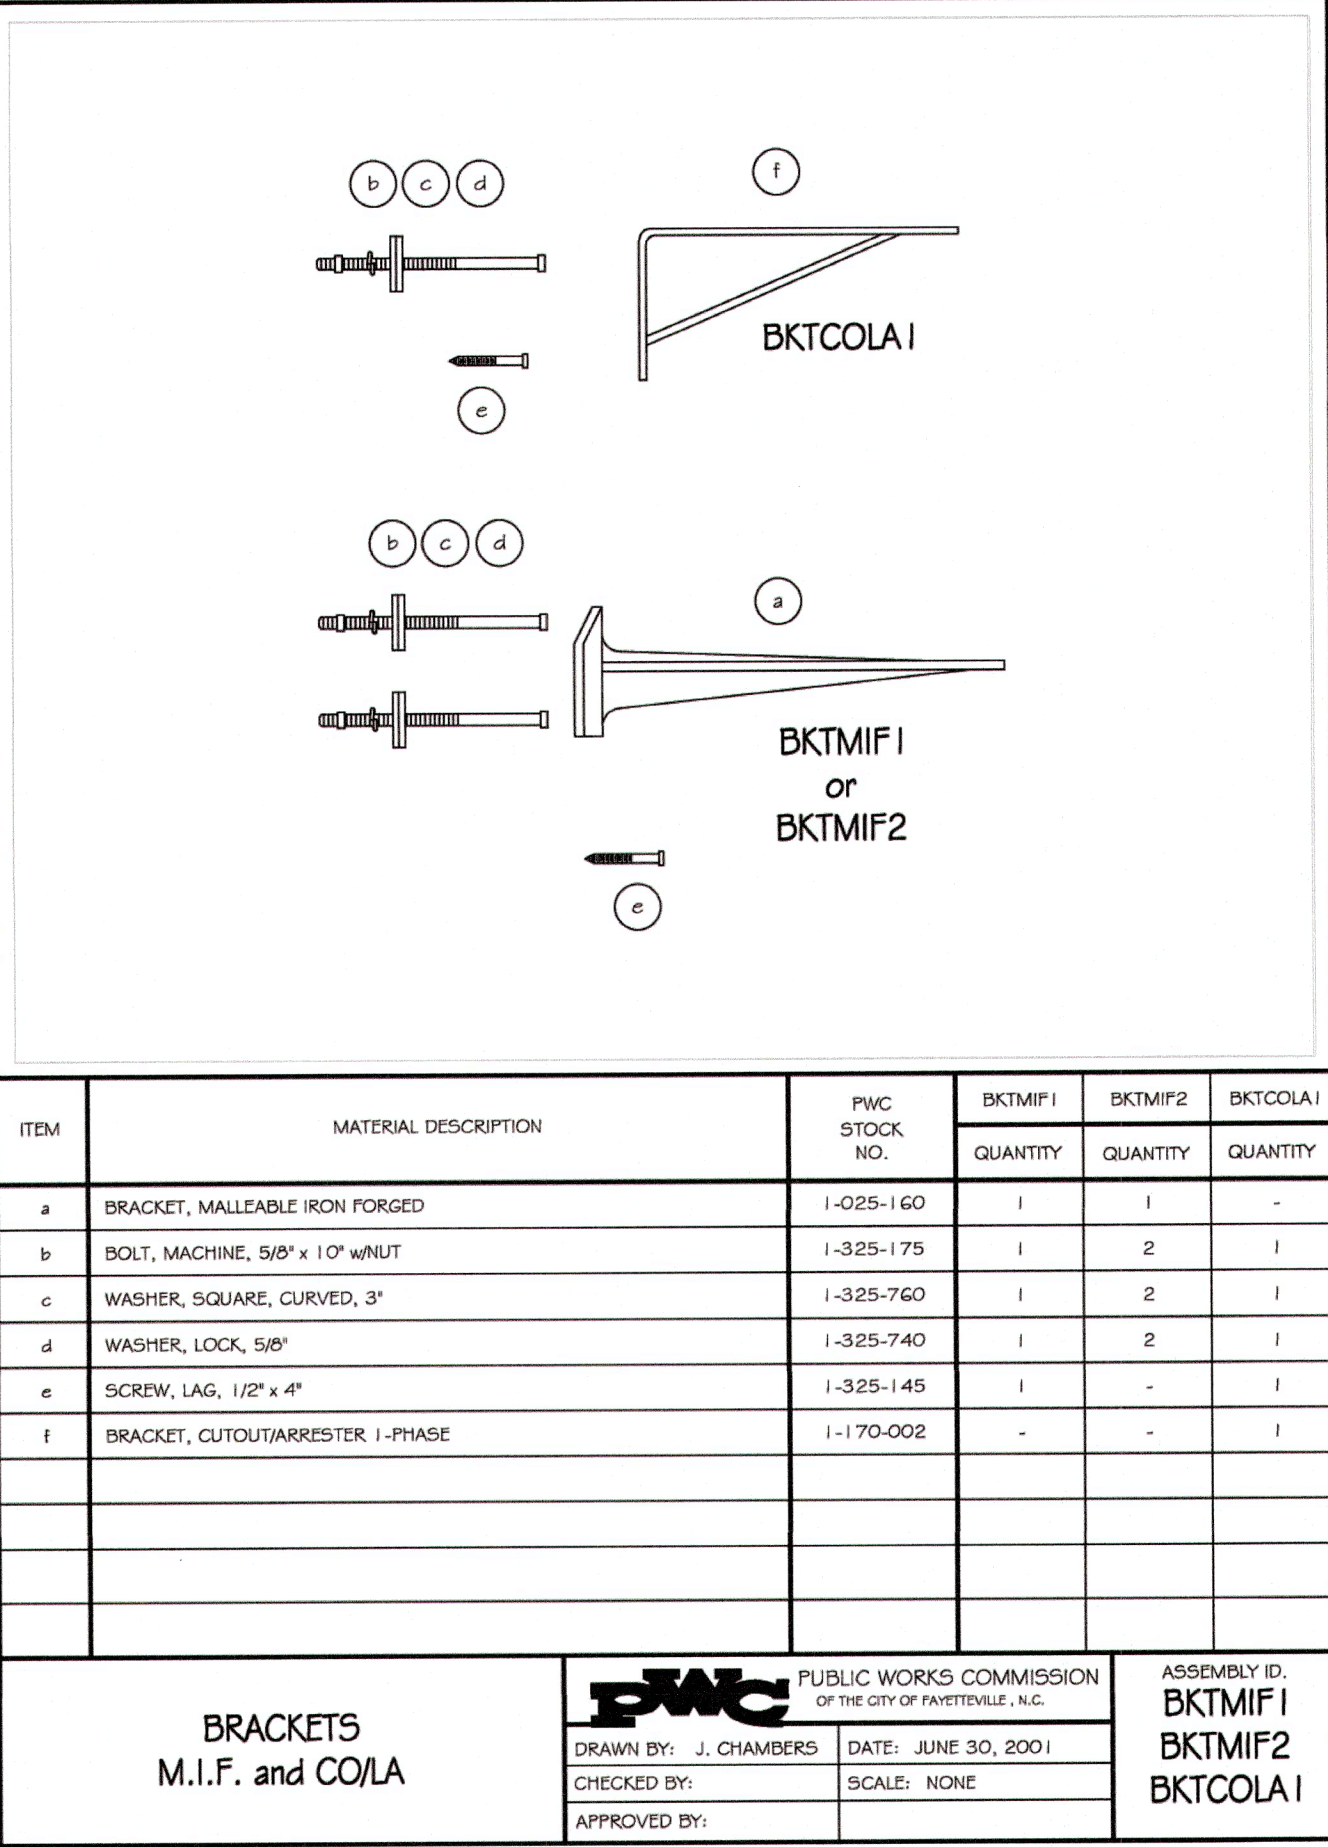 b c d
f
BKTCOLA1
e
b c d
a
BKTMIF1
or
BKTMIF2
e
ITEM MATERIAL DESCRIPTION PWC STOCK NO. BKTMIF1 QUANTITY BKTMIF2 QUANTITY BKTCOLA1 QUANTITY
a BRACKET, MALLEABLE IRON FORGED 1-025-160 1 1 -
b BOLT, MACHINE, 5/8" x 10" w/NUT 1-325-175 1 2 1
c WASHER, SQUARE, CURVED, 3" 1-325-760 1 2 1
d WASHER, LOCK, 5/8" 1-325-740 1 2 1
e SCREW, LAG, 1/2" x 4" 1-325-145 1 - 1
f BRACKET, CUTOUT/ARRESTER 1-PHASE 1-170-002 - - 1
BRACKETS
M.I.F. and CO/LA
PWC PUBLIC WORKS COMMISSION
OF THE CITY OF FAYETTEVILLE , N.C.
DRAWN BY: J. CHAMBERS DATE: JUNE 30, 2001
CHECKED BY: SCALE: NONE
APPROVED BY:
ASSEMBLY ID.
BKTMIF1
BKTMIF2
BKTCOLA1